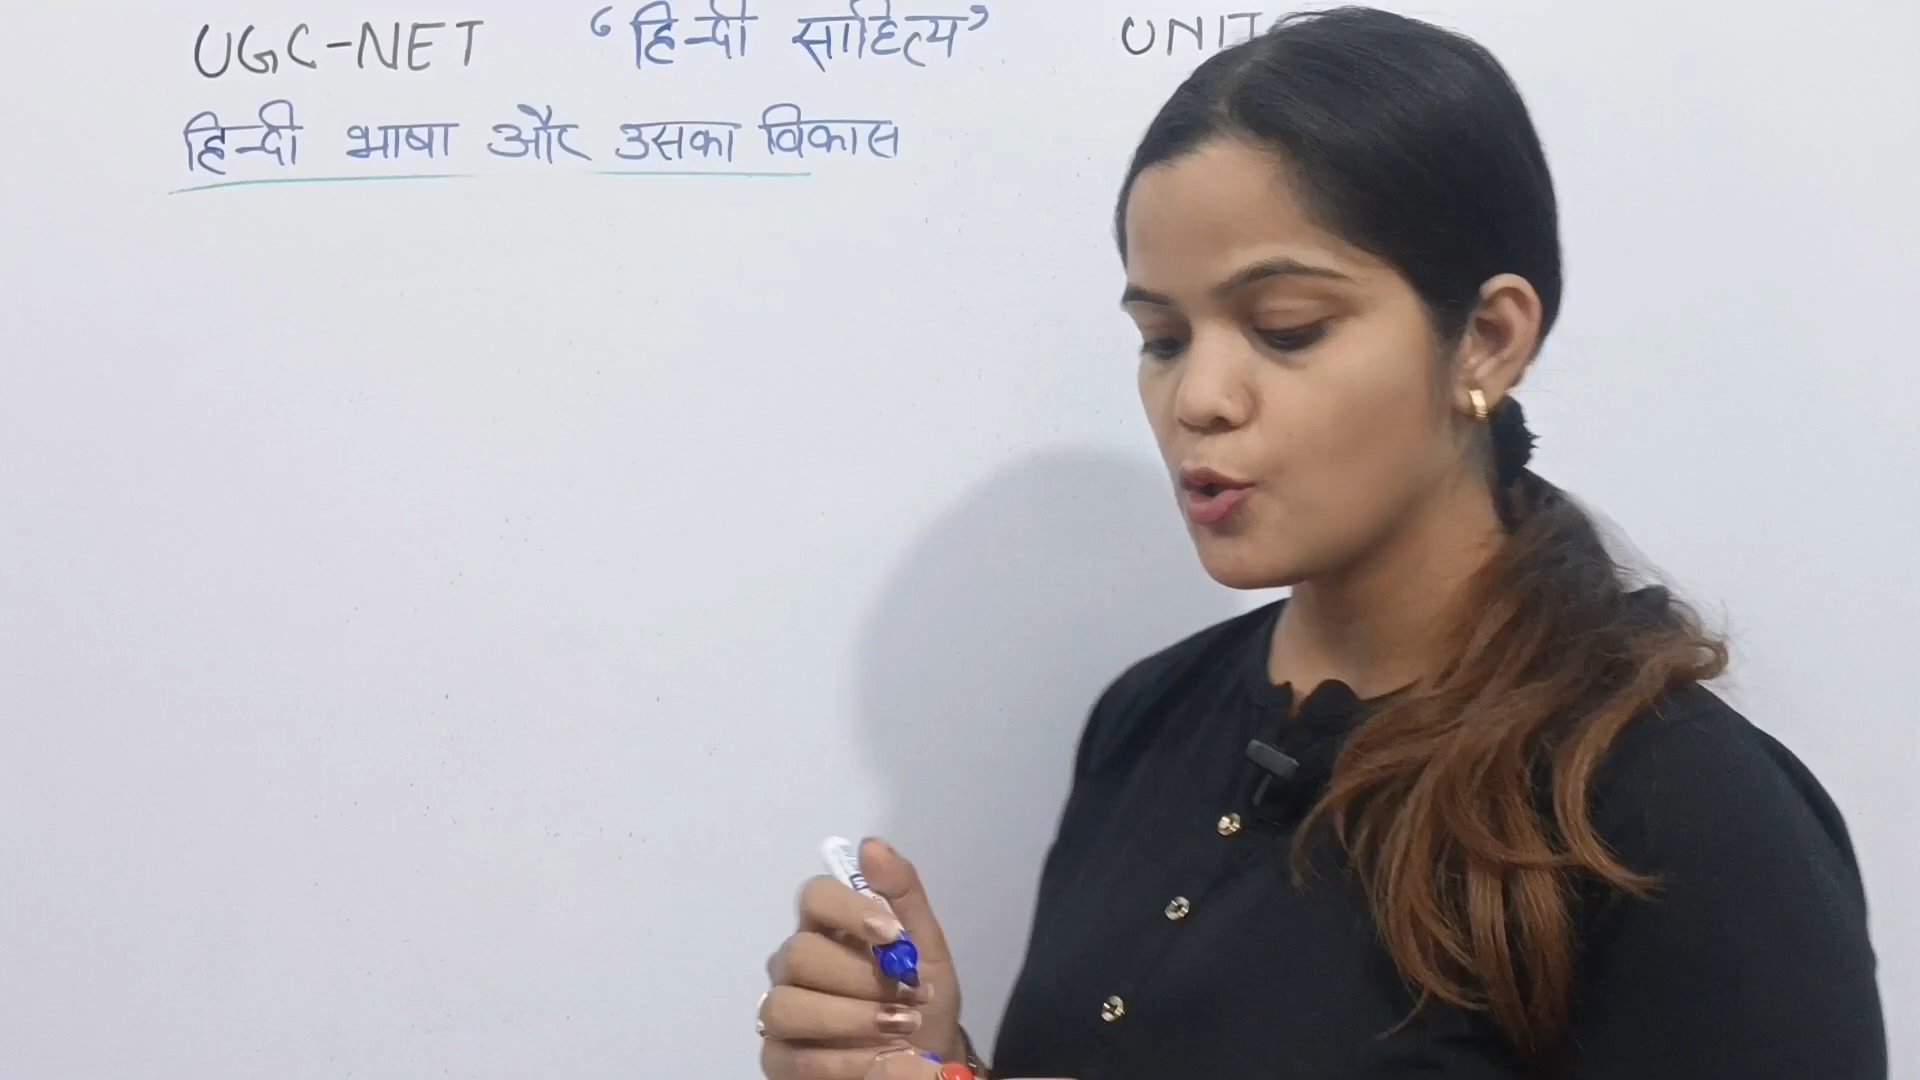 UGC-NET 'हिन्दी साहित्य' UNIT
हिन्दी भाषा और उसका विकास